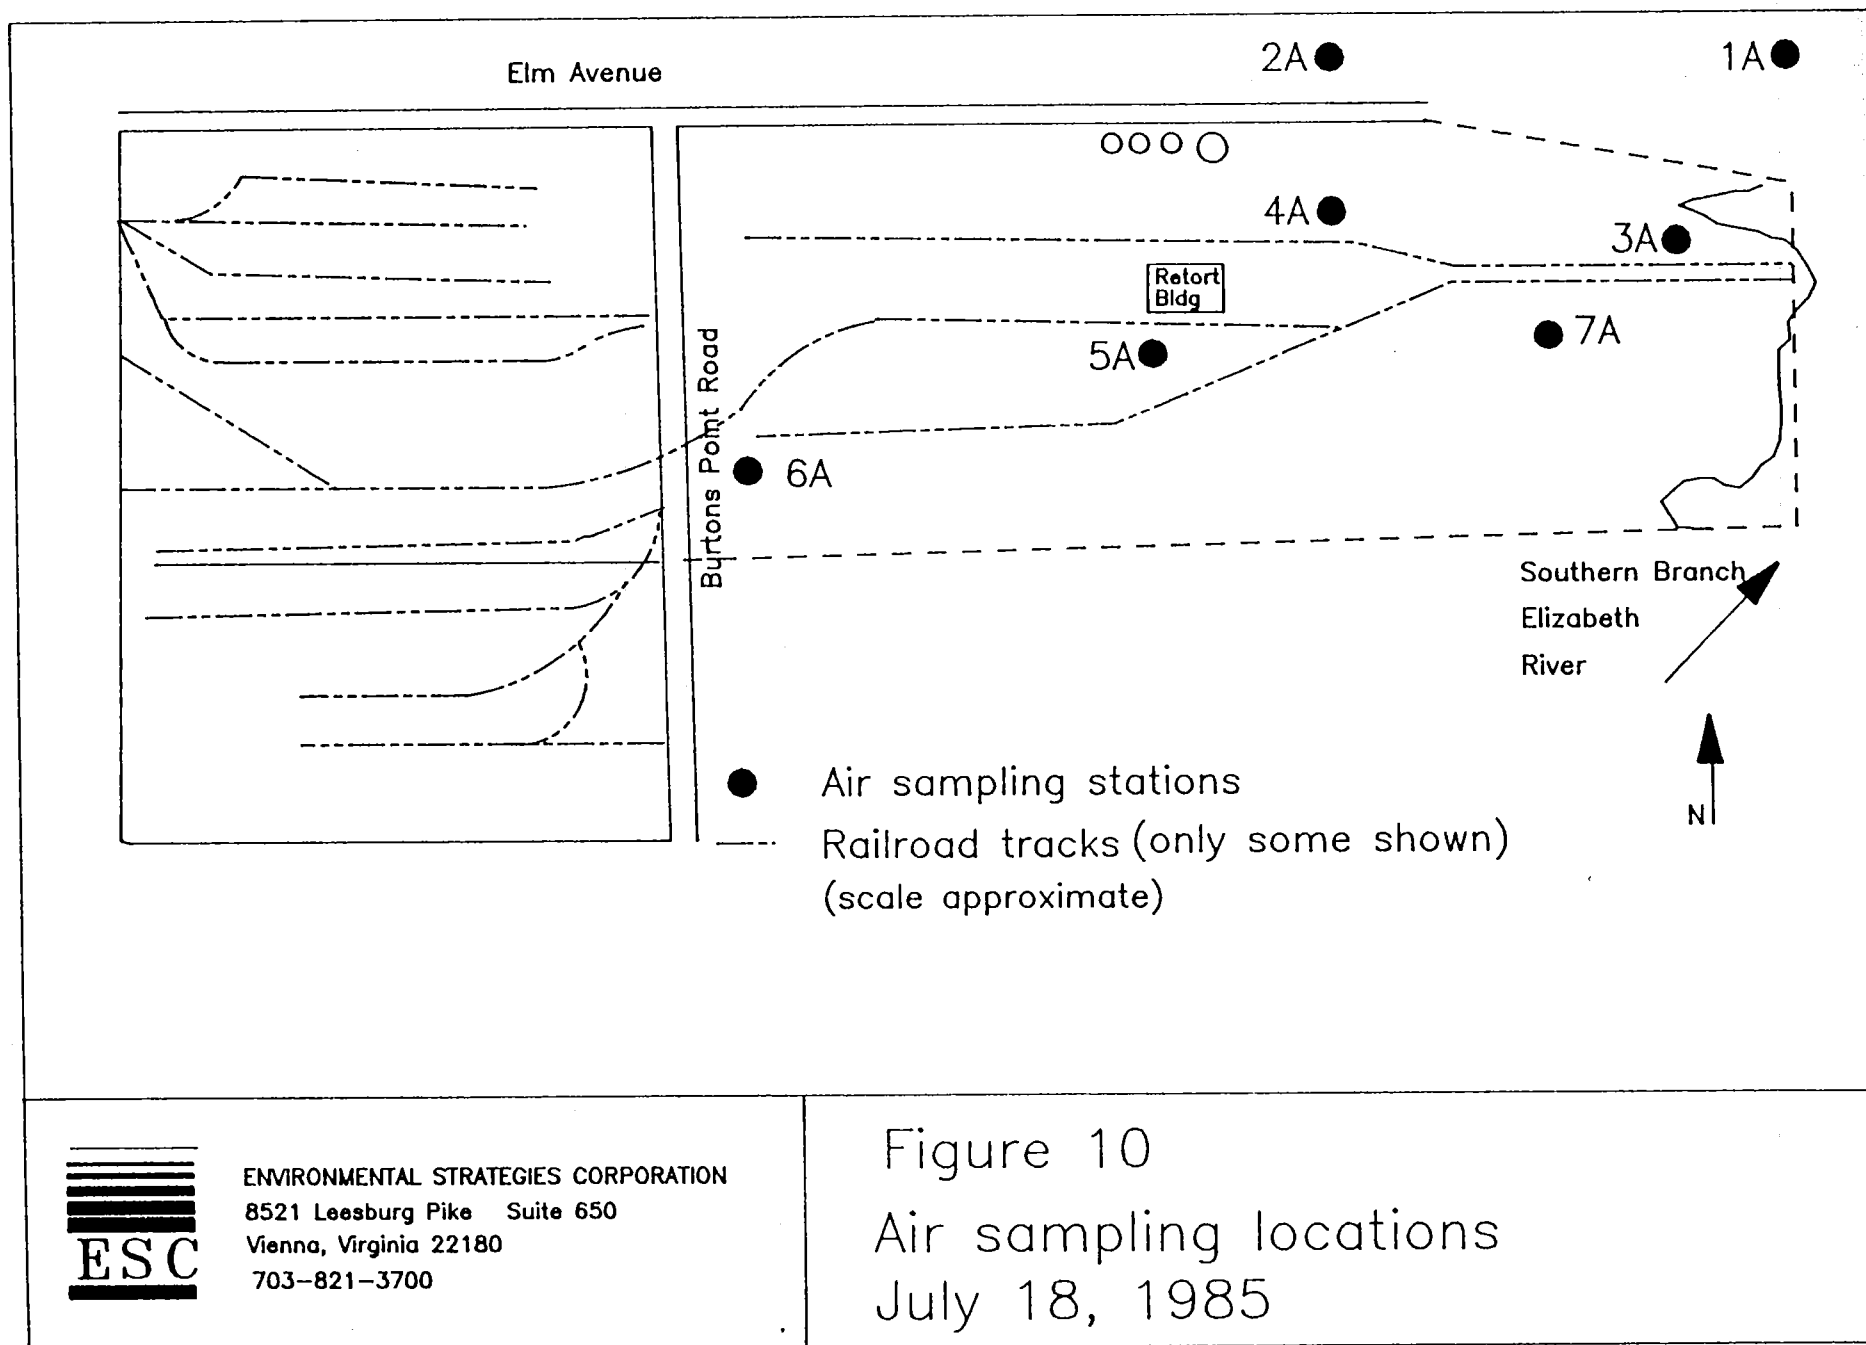 Elm Avenue
2A
1A
4A
3A
Retort
Bldg
5A
7A
Burtons Point Road
6A
Southern Branch
Elizabeth
River
N
Air sampling stations
Railroad tracks (only some shown)
(scale approximate)
ESC
ENVIRONMENTAL STRATEGIES CORPORATION
8521 Leesburg Pike Suite 650
Vienna, Virginia 22180
703-821-3700
Figure 10
Air sampling locations
July 18, 1985